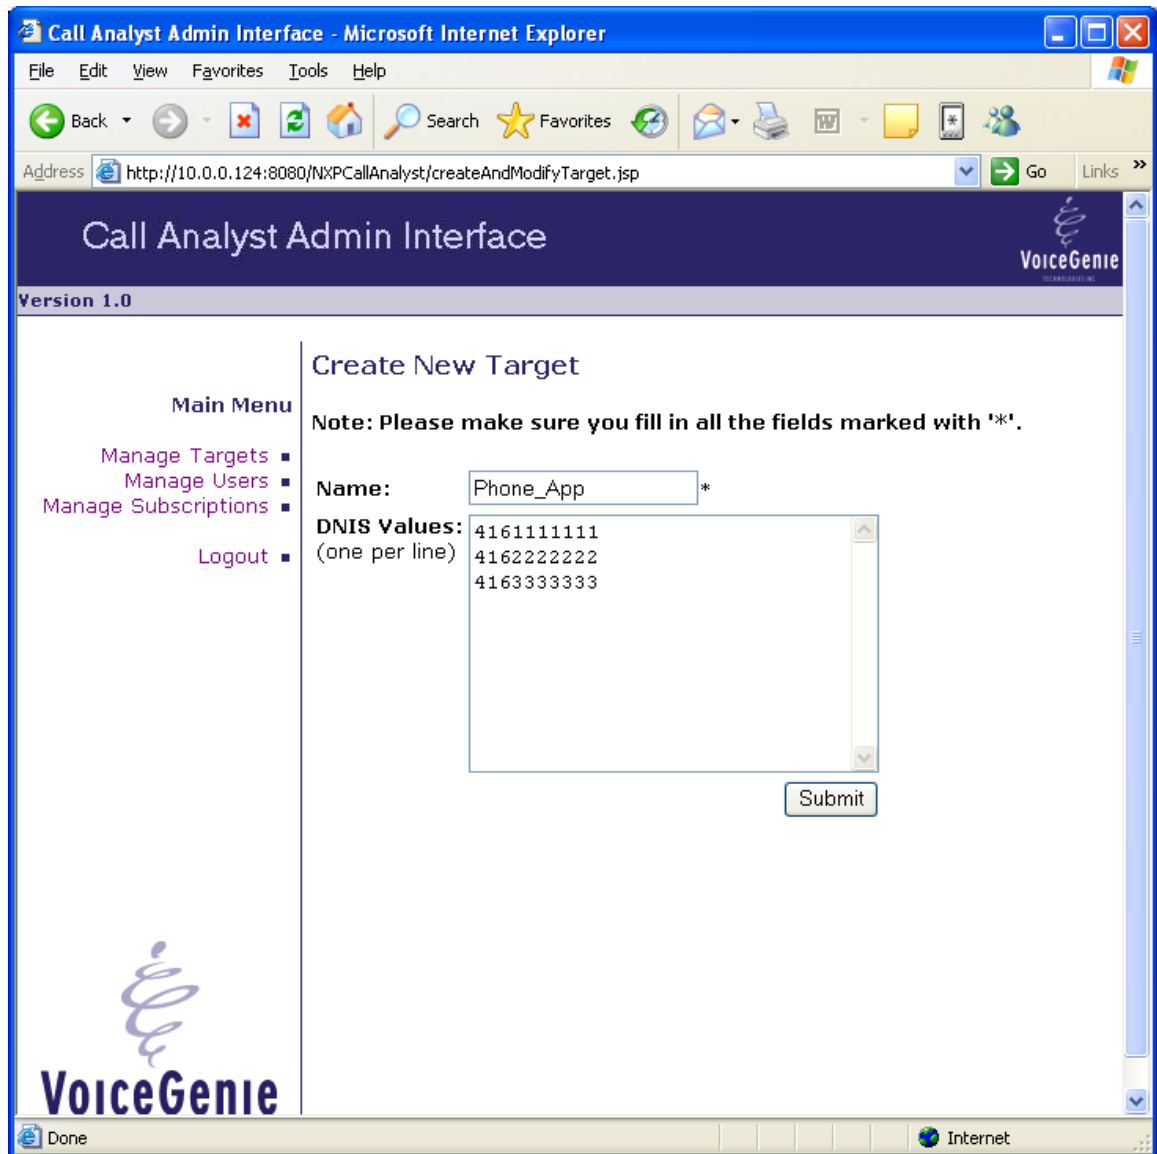 Call Analyst Admin Interface - Microsoft Internet Explorer
File Edit View Favorites Tools Help
Back Search Favorites
Address http://10.0.0.124:8080/NXPCallAnalyst/createAndModifyTarget.jsp Go Links »
Call Analyst Admin Interface
VoiceGenie
Version 1.0
Create New Target
Main Menu
Note: Please make sure you fill in all the fields marked with '*'.
Manage Targets
Manage Users
Manage Subscriptions
Logout
Name: Phone_App *
DNIS Values:
(one per line)
4161111111
4162222222
4163333333
Submit
VoiceGenie
Done Internet